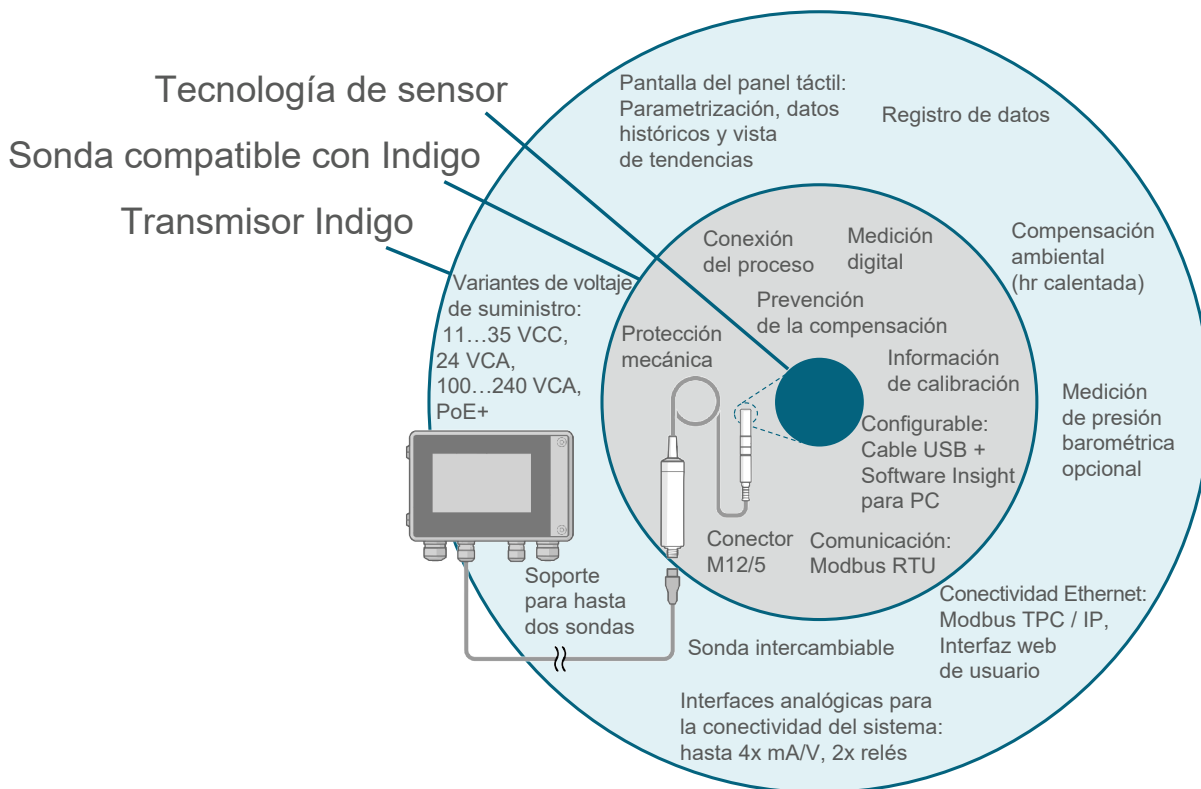 Tecnología de sensor
Sonda compatible con Indigo
Transmisor Indigo
Pantalla del panel táctil:
Parametrización, datos
históricos y vista
de tendencias
Registro de datos
Compensación
ambiental
(hr calentada)
Medición
de presión
barométrica
opcional
Conectividad Ethernet:
Modbus TPC / IP,
Interfaz web
de usuario
Interfaces analógicas para
la conectividad del sistema:
hasta 4x mA/V, 2x relés
Sonda intercambiable
Soporte
para hasta
dos sondas
Variantes de voltaje
de suministro:
11…35 VCC,
24 VCA,
100…240 VCA,
PoE+
Conexión
del proceso
Medición
digital
Prevención
de la compensación
Protección
mecánica
Información
de calibración
Configurable:
Cable USB +
Software Insight
para PC
Conector
M12/5
Comunicación:
Modbus RTU